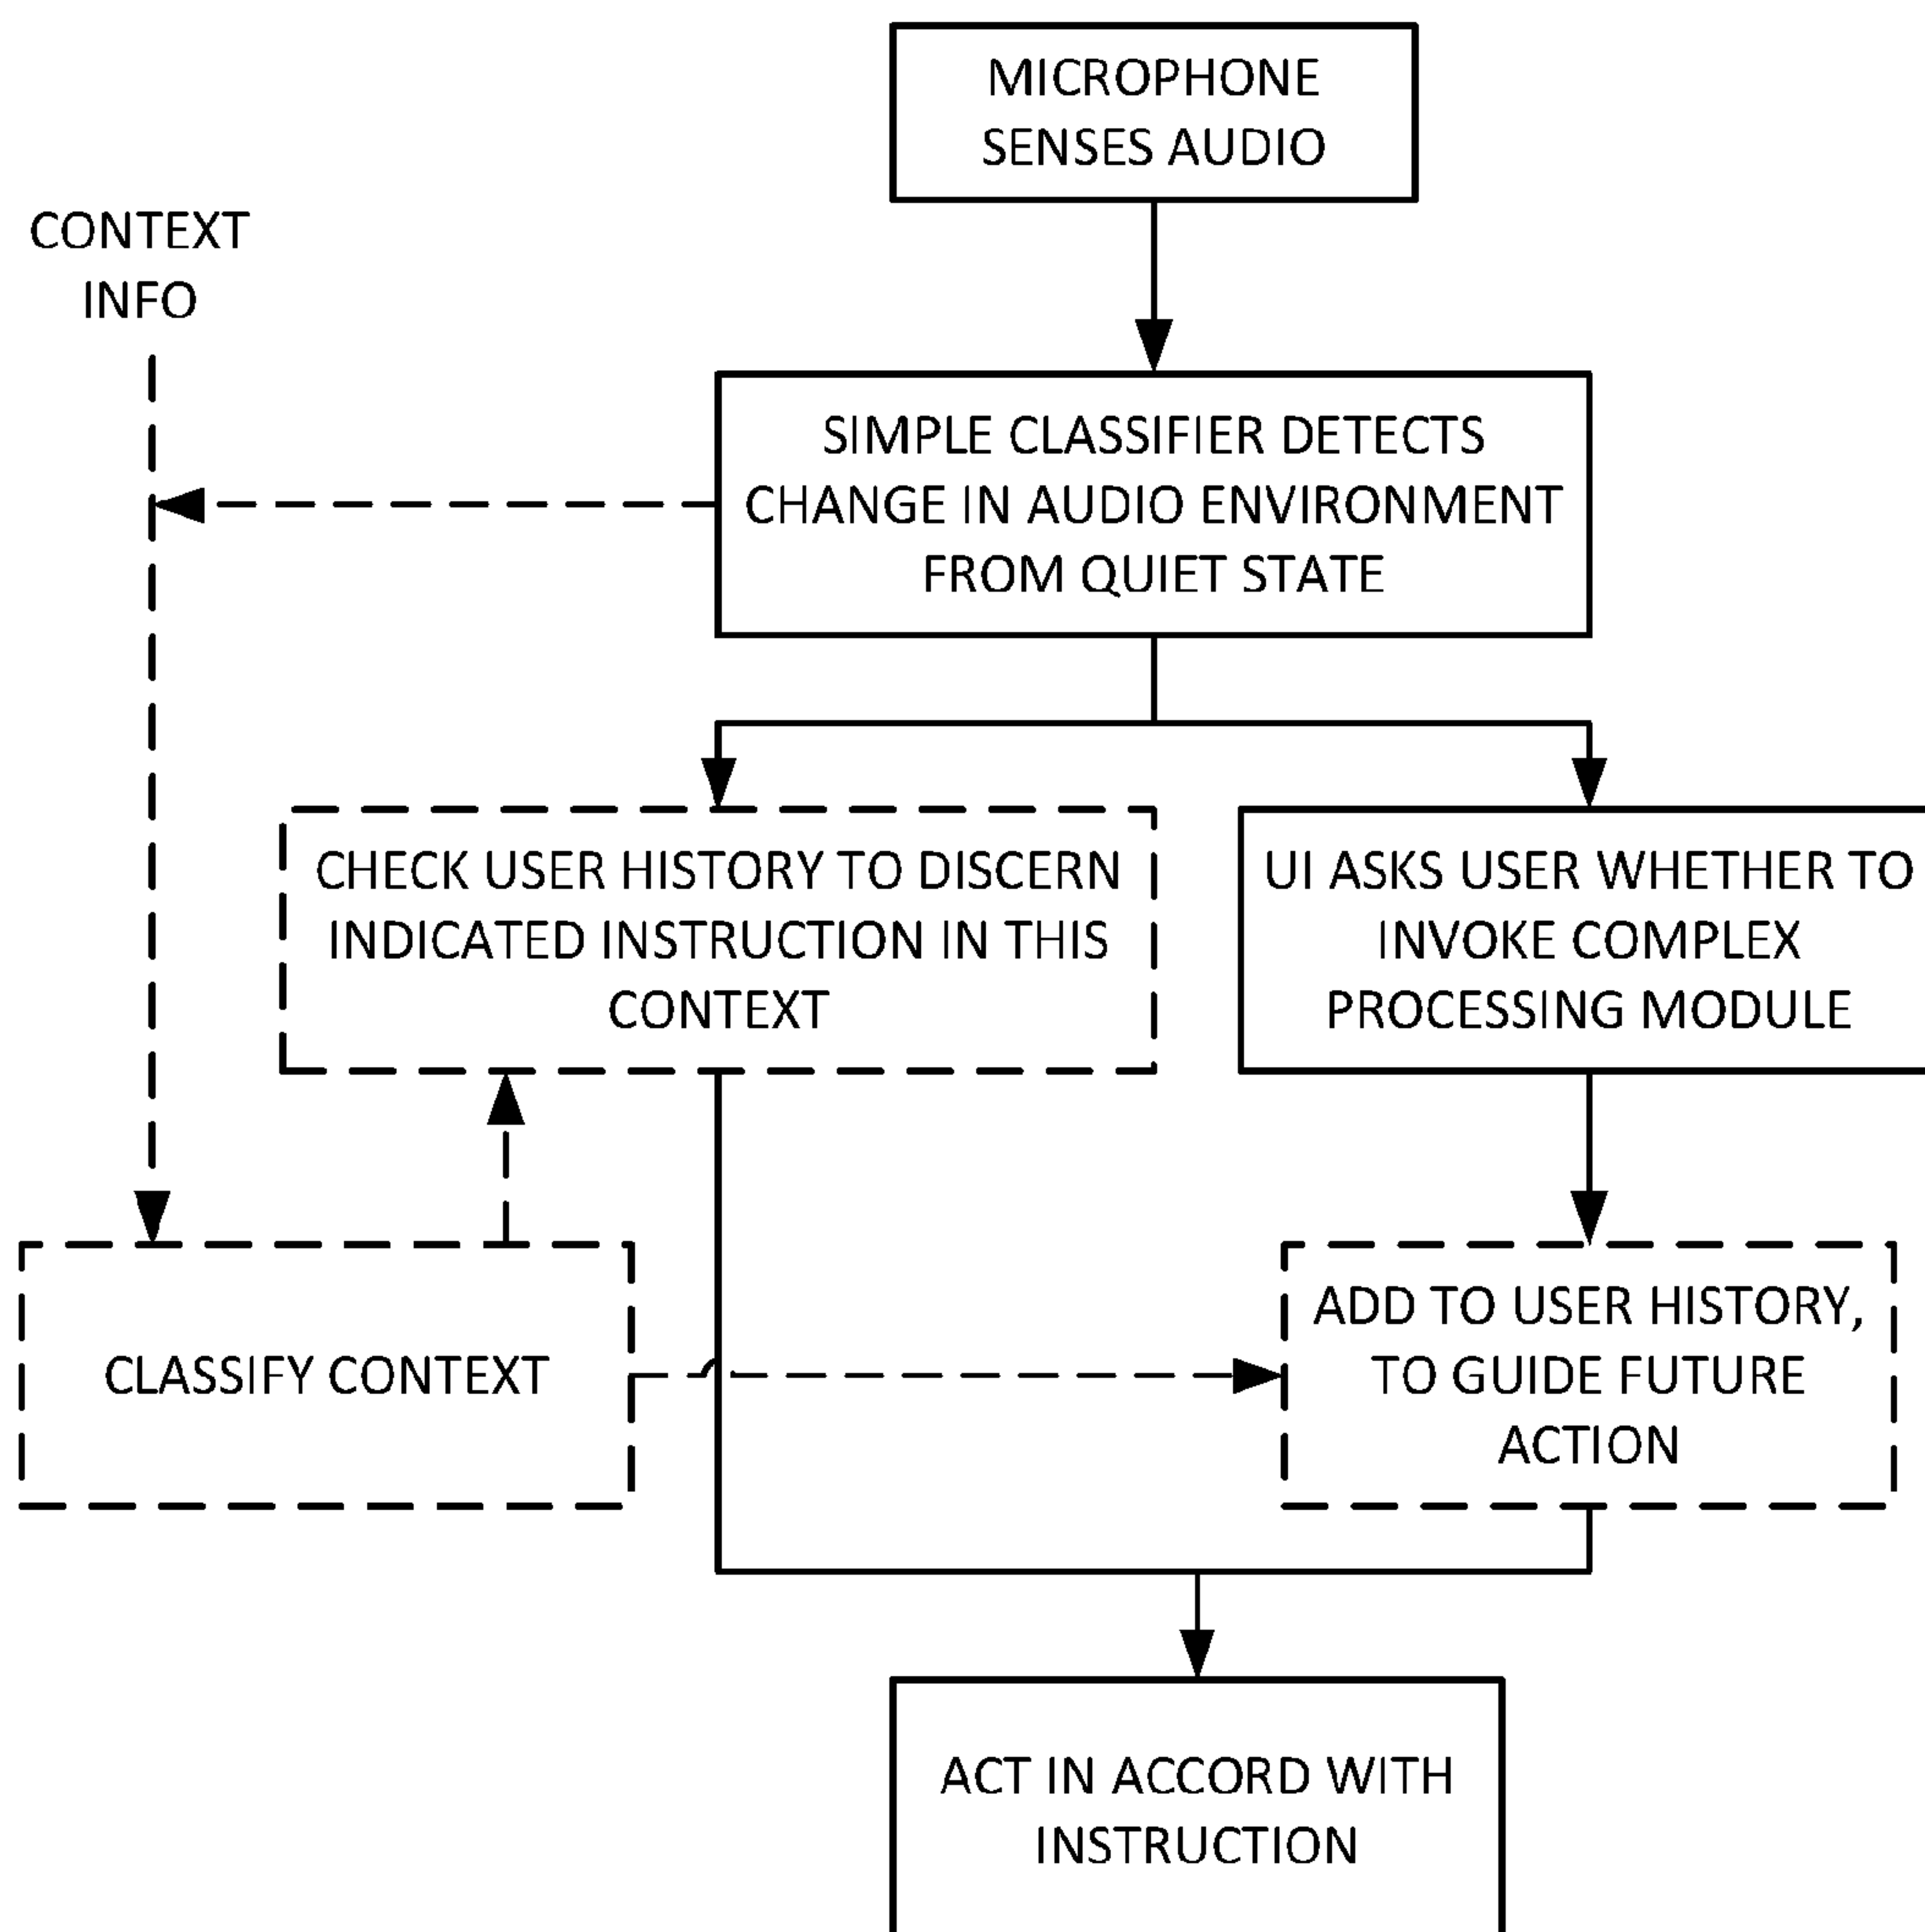 MICROPHONE
SENSES AUDIO
CONTEXT
INFO
SIMPLE CLASSIFIER DETECTS
CHANGE IN AUDIO ENVIRONMENT
FROM QUIET STATE
CHECK USER HISTORY TO DISCERN
INDICATED INSTRUCTION IN THIS
CONTEXT
UI ASKS USER WHETHER TO
INVOKE COMPLEX
PROCESSING MODULE
CLASSIFY CONTEXT
ADD TO USER HISTORY,
TO GUIDE FUTURE
ACTION
ACT IN ACCORD WITH
INSTRUCTION